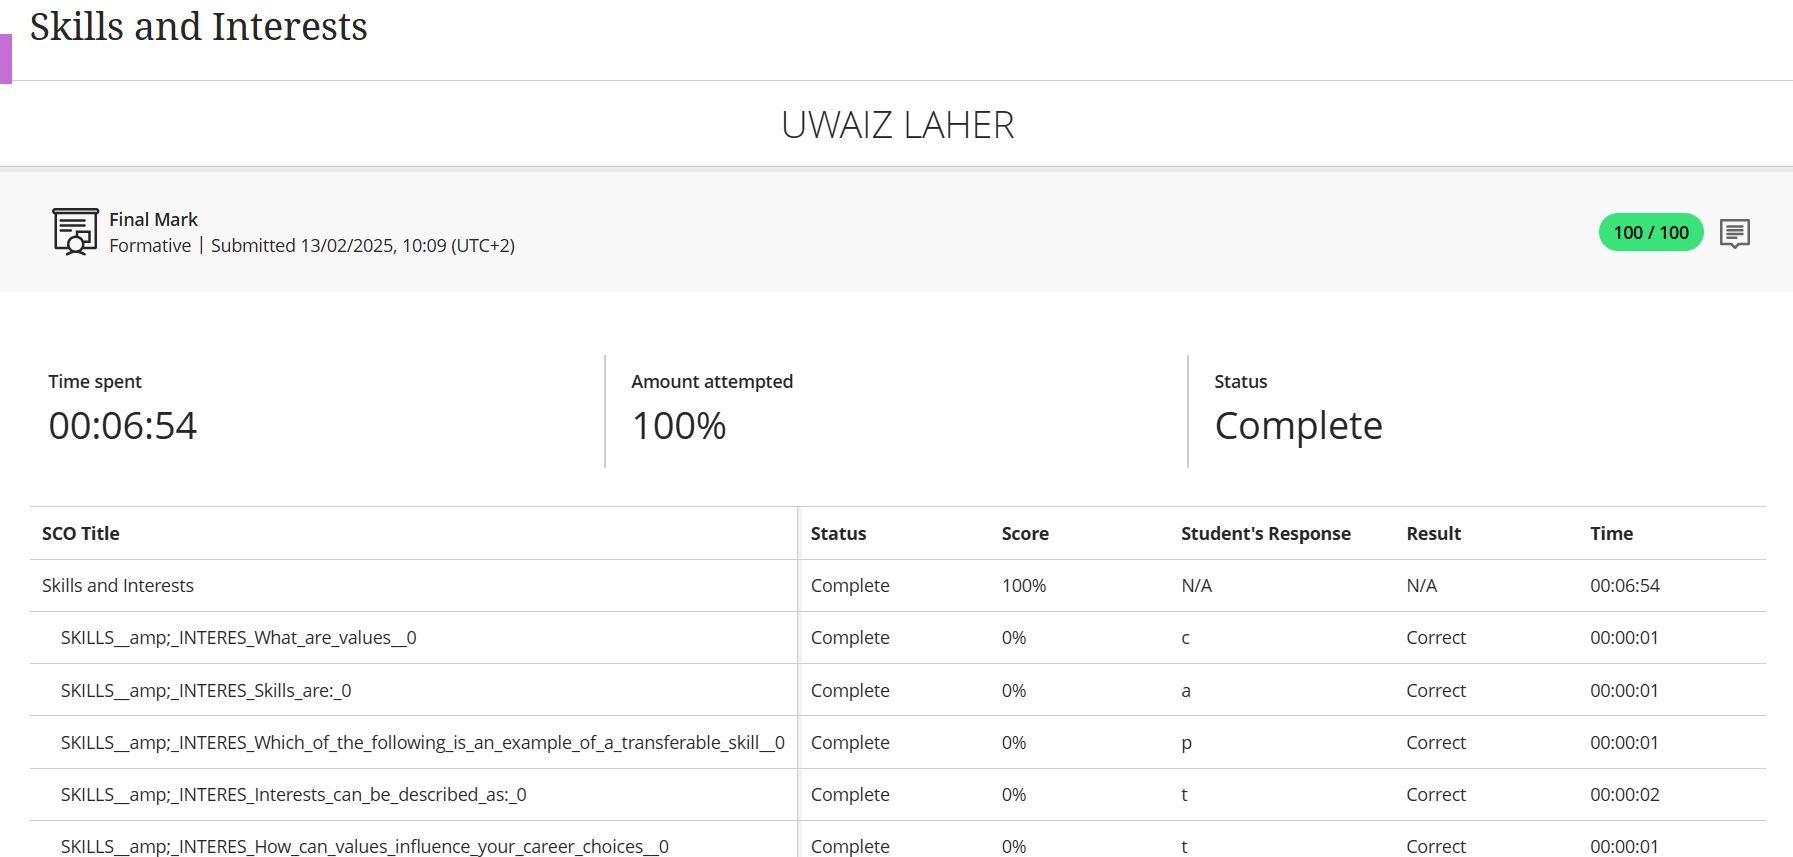 Skills and Interests
UWAIZ LAHER
Final Mark
Formative | Submitted 13/02/2025, 10:09 (UTC+2)
100 / 100
Time spent
00:06:54
Amount attempted
100%
Status
Complete
SCO Title Status Score Student's Response Result Time
Skills and Interests Complete 100% N/A N/A 00:06:54
SKILLS__amp;_INTERES_What_are_values__0 Complete 0% c Correct 00:00:01
SKILLS__amp;_INTERES_Skills_are:_0 Complete 0% a Correct 00:00:01
SKILLS__amp;_INTERES_Which_of_the_following_is_an_example_of_a_transferable_skill__0 Complete 0% p Correct 00:00:01
SKILLS__amp;_INTERES_Interests_can_be_described_as:_0 Complete 0% t Correct 00:00:02
SKILLS__amp;_INTERES_How_can_values_influence_your_career_choices__0 Complete 0% t Correct 00:00:01